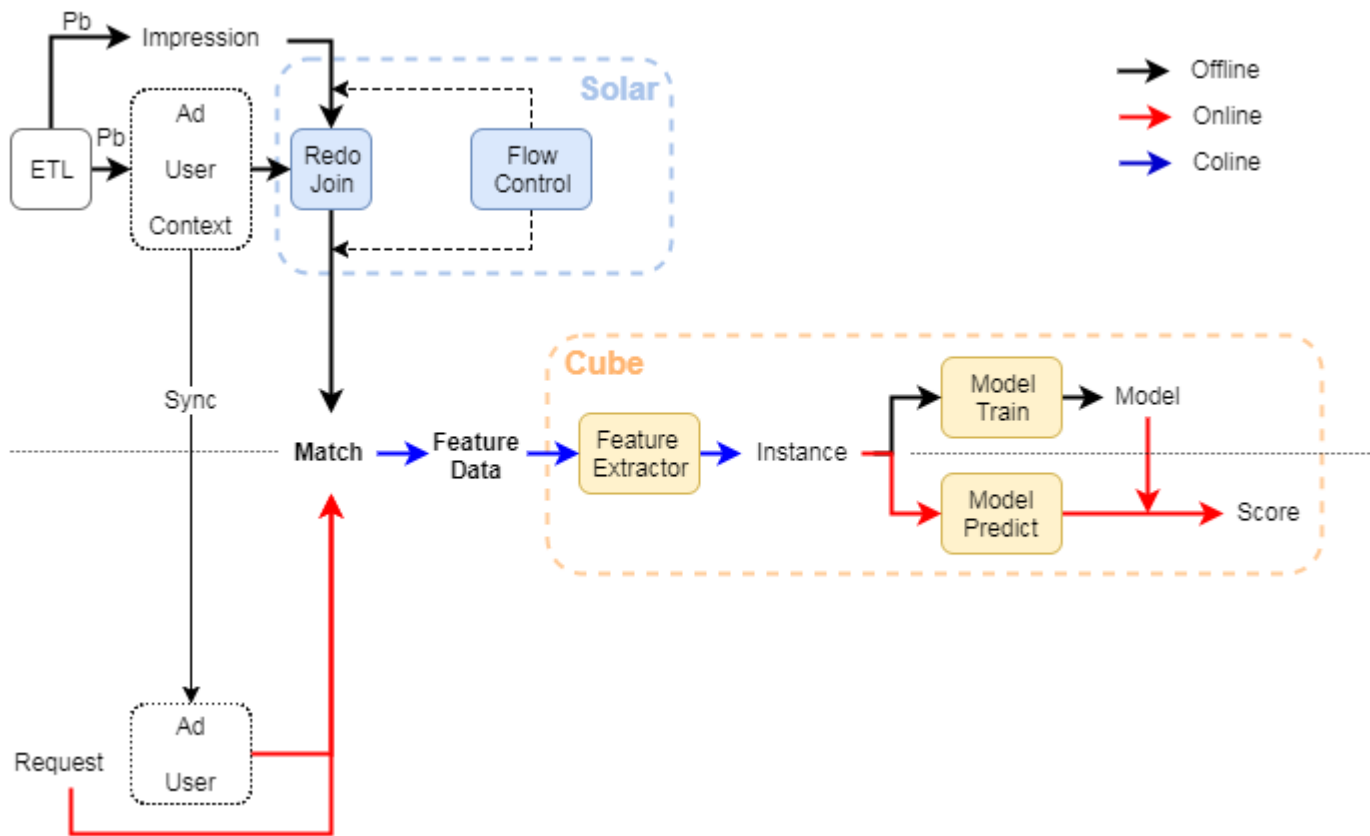 Pb
Impression
Offline
Online
Coline
Solar
Ad
User
Context
ETL
Pb
Redo
Join
Flow
Control
Sync
Cube
Match
Feature
Data
Feature
Extractor
Instance
Model
Train
Model
Model
Predict
Score
Request
Ad
User